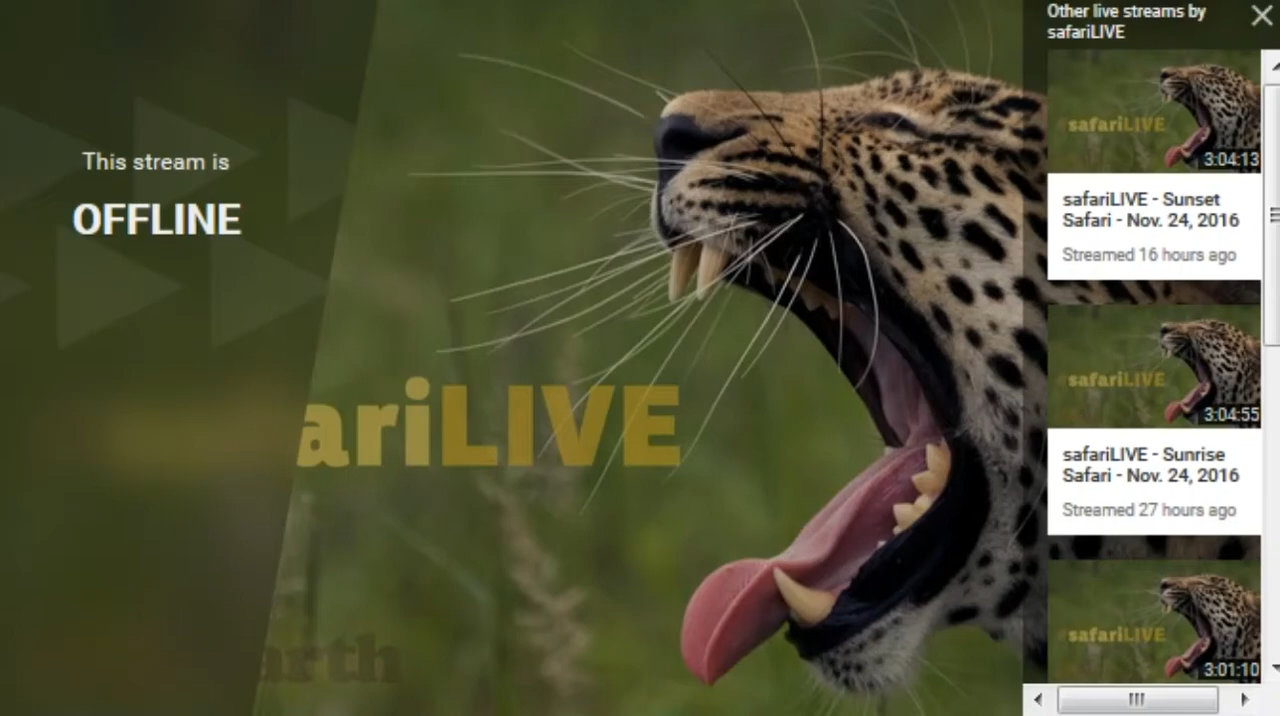 This stream is
OFFLINE
ariLIVE
arth
Other live streams by
safariLIVE
safariLIVE
3:04:13
safariLIVE - Sunset
Safari - Nov. 24, 2016
Streamed 16 hours ago
safariLIVE
3:04:55
safariLIVE - Sunrise
Safari - Nov. 24, 2016
Streamed 27 hours ago
safariLIVE
3:01:10